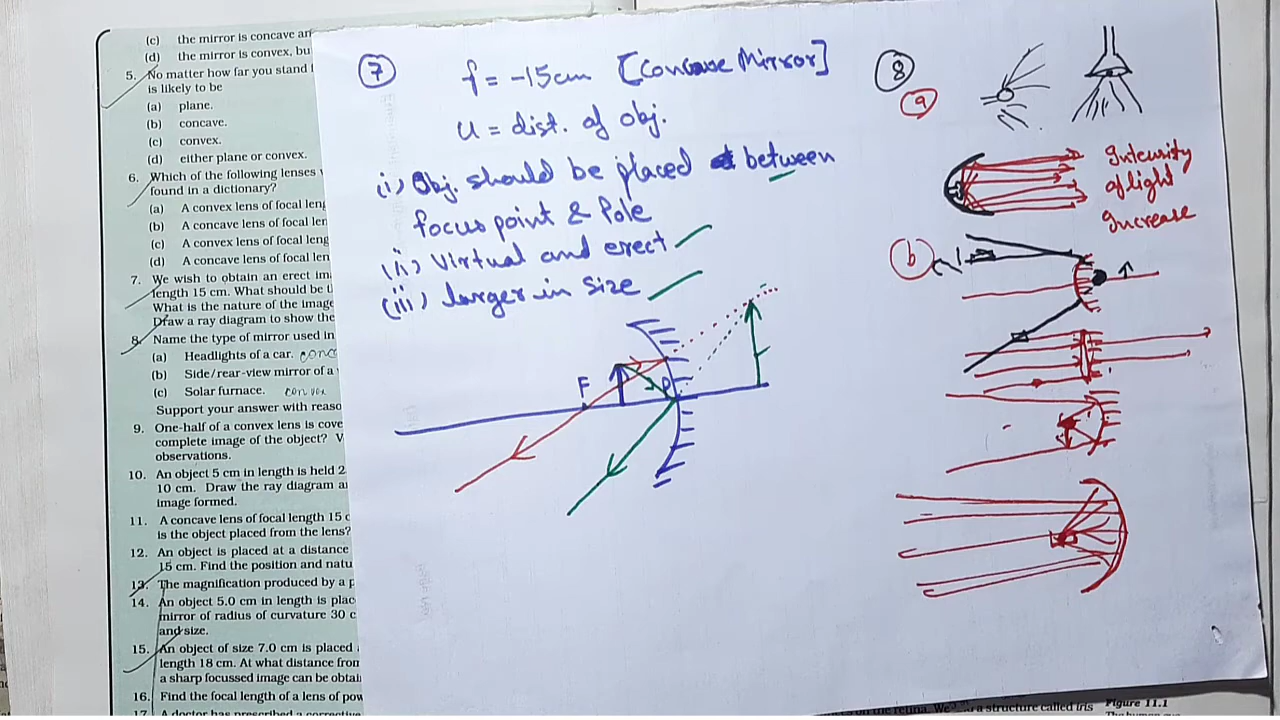 (c) the mirror is concave an
(d) the mirror is convex, bu
5. No matter how far you stand
is likely to be
(a) plane.
(b) concave.
(c) convex.
(d) either plane or convex.
6. Which of the following lenses
found in a dictionary?
(a) A convex lens of focal len
(b) A concave lens of focal le
(c) A convex lens of focal leng
(d) A concave lens of focal len
7. We wish to obtain an erect im
length 15 cm. What should be t
What is the nature of the image
Draw a ray diagram to show the
8. Name the type of mirror used in
(a) Headlights of a car. conc
(b) Side/rear-view mirror of a
(c) Solar furnace. convex
Support your answer with reaso
9. One-half of a convex lens is cove
complete image of the object? V
observations.
10. An object 5 cm in length is held 2
10 cm. Draw the ray diagram a
image formed.
11. A concave lens of focal length 15 c
is the object placed from the lens?
12. An object is placed at a distance
15 cm. Find the position and natu
13. The magnification produced by a p
14. An object 5.0 cm in length is plac
mirror of radius of curvature 30 c
and size.
15. An object of size 7.0 cm is placed
length 18 cm. At what distance from
a sharp focussed image can be obtai
16. Find the focal length of a lens of pow
17. A doctor has prescribed a corrective
7
f = -15cm [Concave Mirror]
u = dist. of obj.
(i) Obj. should be placed between
focus point & Pole
(ii) Virtual and erect
(iii) larger in size
F P
8
a
Intensity
of light
Increase
b
a structure called iris
Figure 11.1